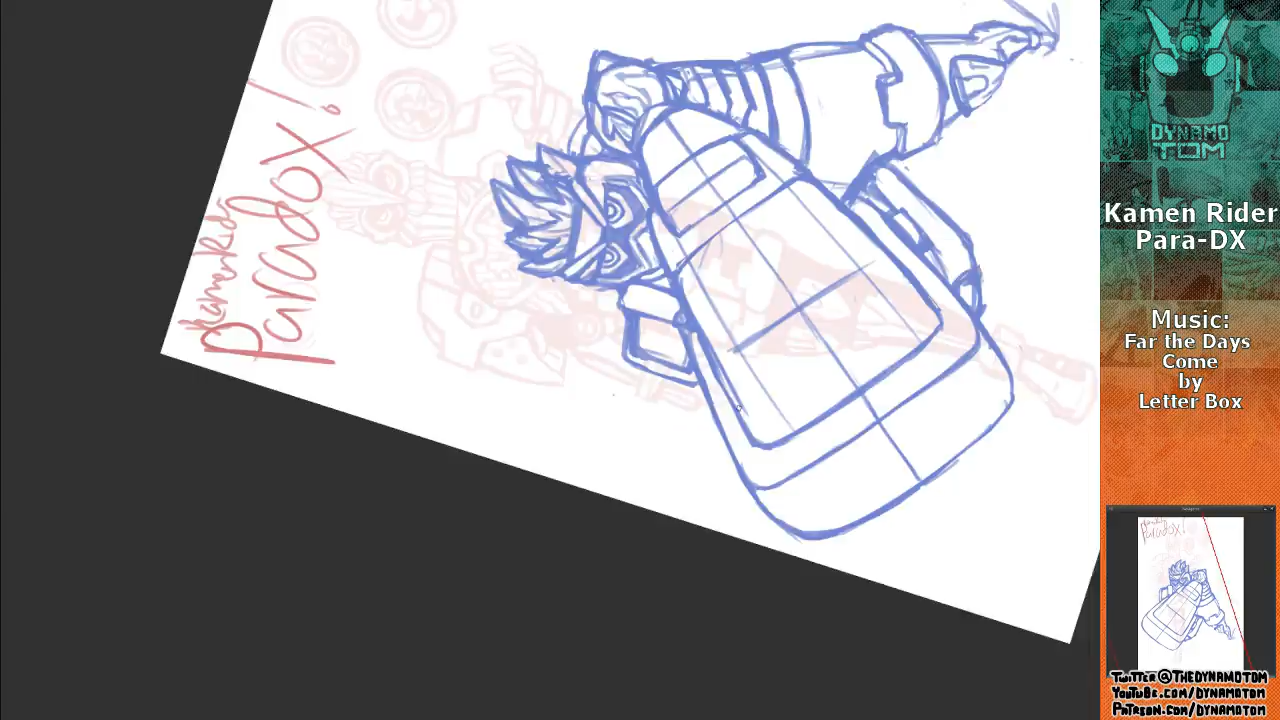 Kamen Rider
Para-DX
Music:
Far the Days
Come
by
Letter Box
DYNAMO
TOM
Paradox!
TWITTER@THEDYNAMOTOM
YOUTUBE.COM/DYNAMOTOM
PATREON.COM/DYNAMOTOM